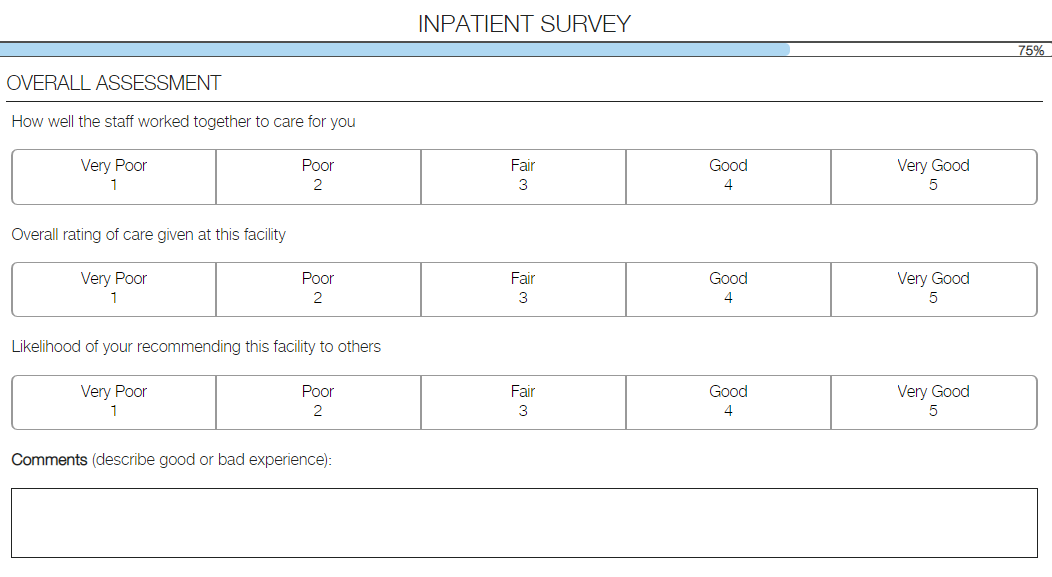 INPATIENT SURVEY
75%
OVERALL ASSESSMENT
How well the staff worked together to care for you
Very Poor Poor Fair Good Very Good
1 2 3 4 5
Overall rating of care given at this facility
Very Poor Poor Fair Good Very Good
1 2 3 4 5
Likelihood of your recommending this facility to others
Very Poor Poor Fair Good Very Good
1 2 3 4 5
Comments (describe good or bad experience):